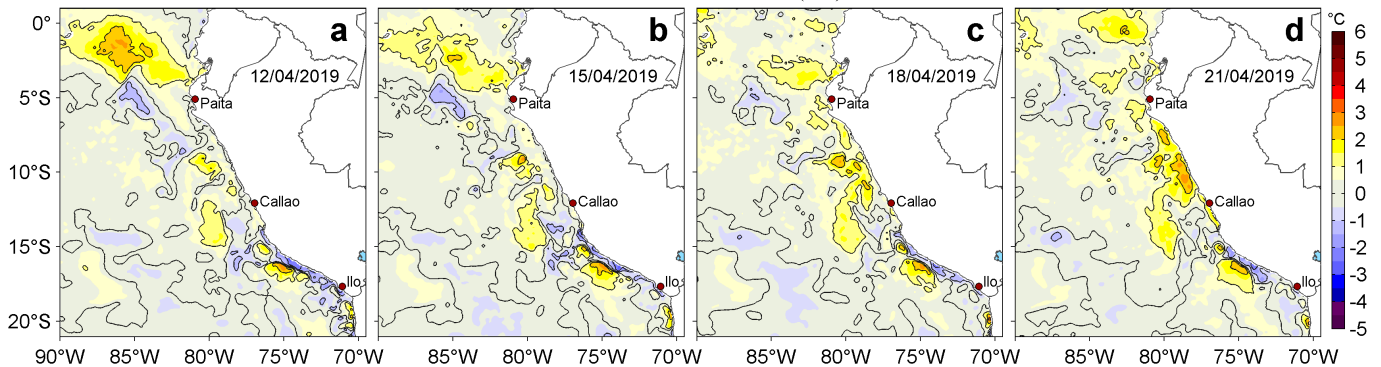 a
b
c
d
°C
12/04/2019
15/04/2019
18/04/2019
21/04/2019
Paita
Paita
Paita
Paita
Callao
Callao
Callao
Callao
Ilo
Ilo
Ilo
Ilo
0°
5°S
10°S
15°S
20°S
90°W 85°W 80°W 75°W 70°W
85°W 80°W 75°W 70°W
85°W 80°W 75°W 70°W
85°W 80°W 75°W 70°W
6
5
4
3
2
1
0
-1
-2
-3
-4
-5